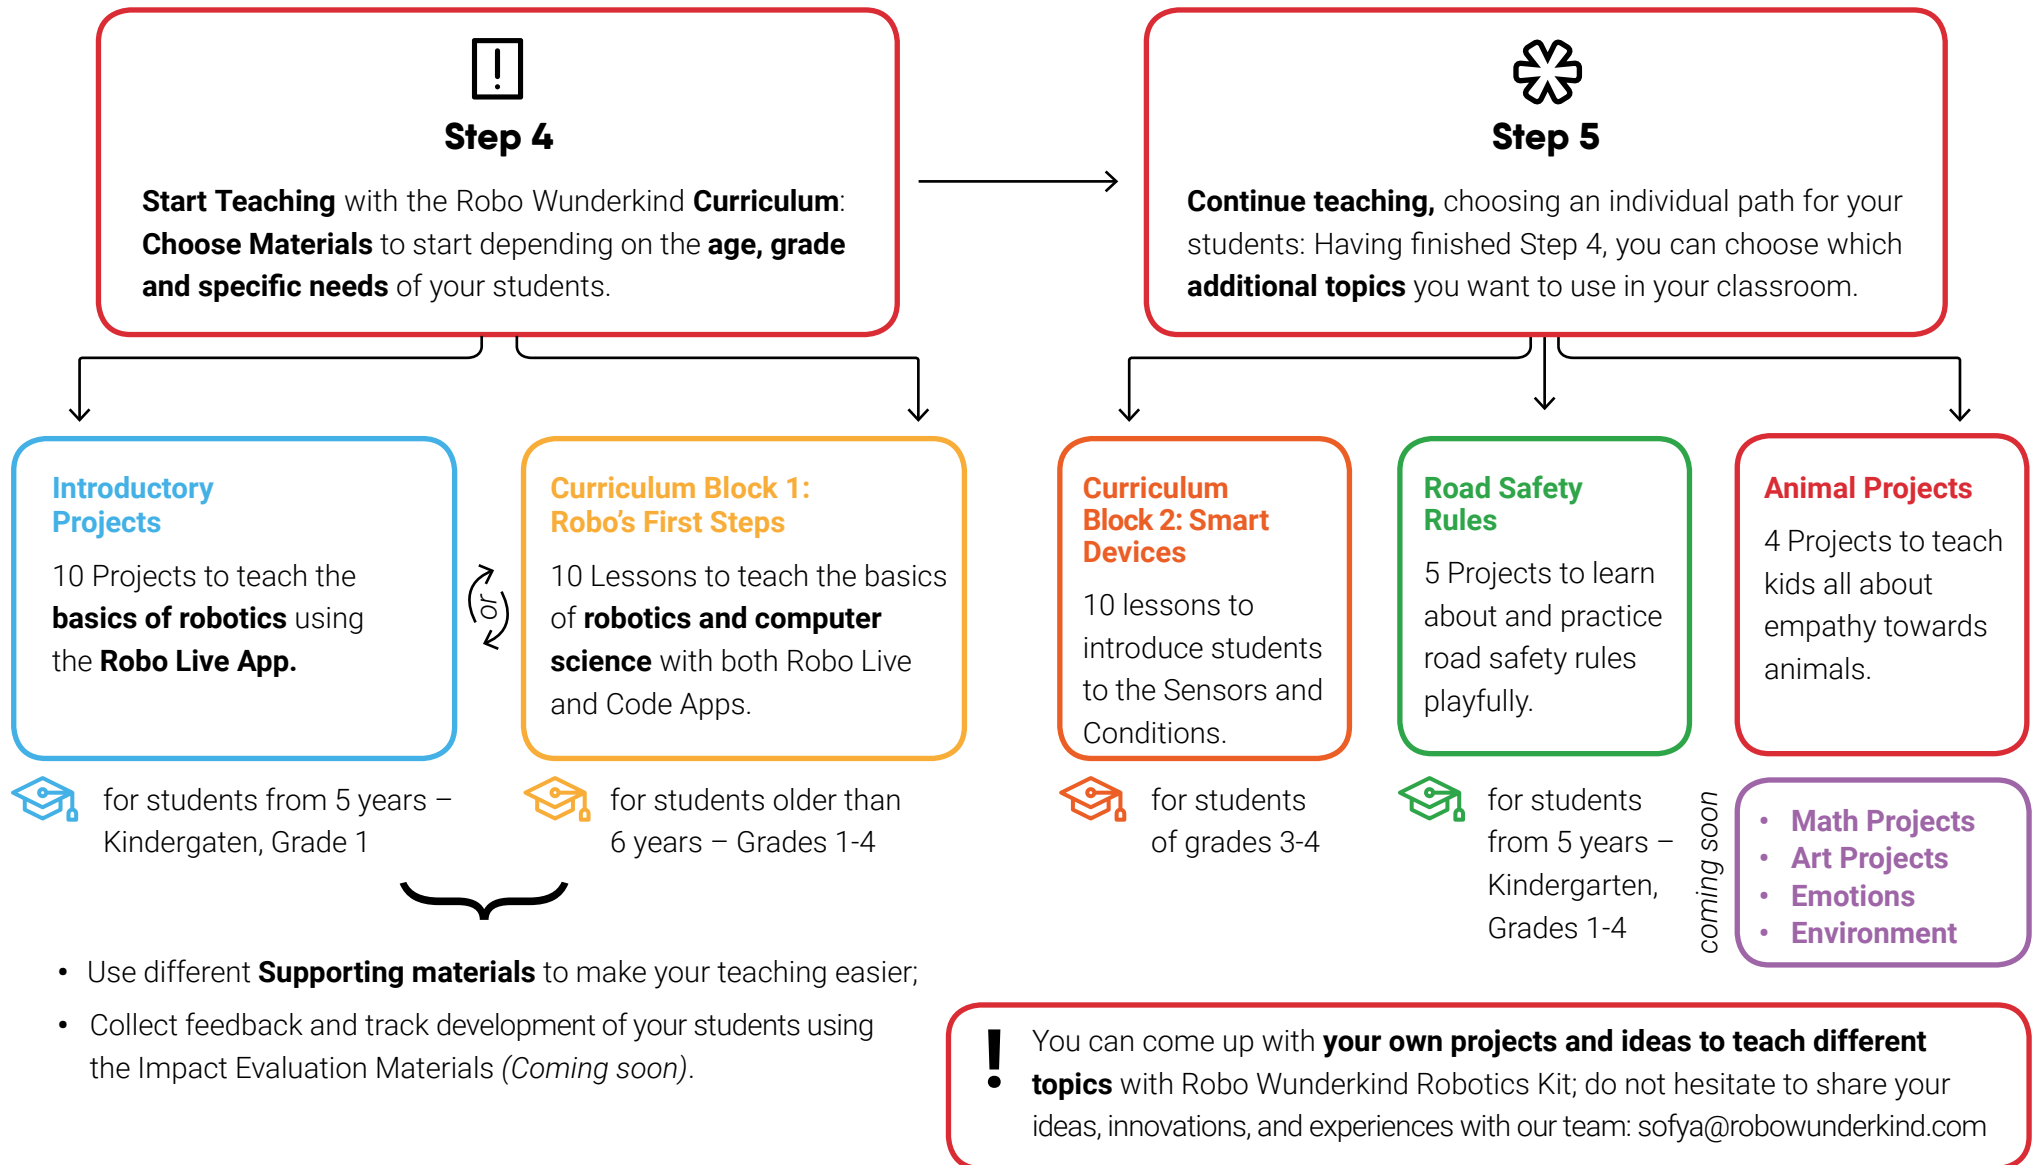 Step 4
Start Teaching with the Robo Wunderkind Curriculum:
Choose Materials to start depending on the age, grade
and specific needs of your students.
Step 5
Continue teaching, choosing an individual path for your
students: Having finished Step 4, you can choose which
additional topics you want to use in your classroom.
Introductory
Projects
10 Projects to teach the
basics of robotics using
the Robo Live App.
for students from 5 years –
Kindergaten, Grade 1
or
Curriculum Block 1:
Robo’s First Steps
10 Lessons to teach the basics
of robotics and computer
science with both Robo Live
and Code Apps.
for students older than
6 years – Grades 1-4
• Use different Supporting materials to make your teaching easier;
• Collect feedback and track development of your students using
the Impact Evaluation Materials (Coming soon).
Curriculum
Block 2: Smart
Devices
10 lessons to
introduce students
to the Sensors and
Conditions.
for students
of grades 3-4
Road Safety
Rules
5 Projects to learn
about and practice
road safety rules
playfully.
for students
from 5 years –
Kindergarten,
Grades 1-4
Animal Projects
4 Projects to teach
kids all about
empathy towards
animals.
coming soon
• Math Projects
• Art Projects
• Emotions
• Environment
! You can come up with your own projects and ideas to teach different
topics with Robo Wunderkind Robotics Kit; do not hesitate to share your
ideas, innovations, and experiences with our team: sofya@robowunderkind.com